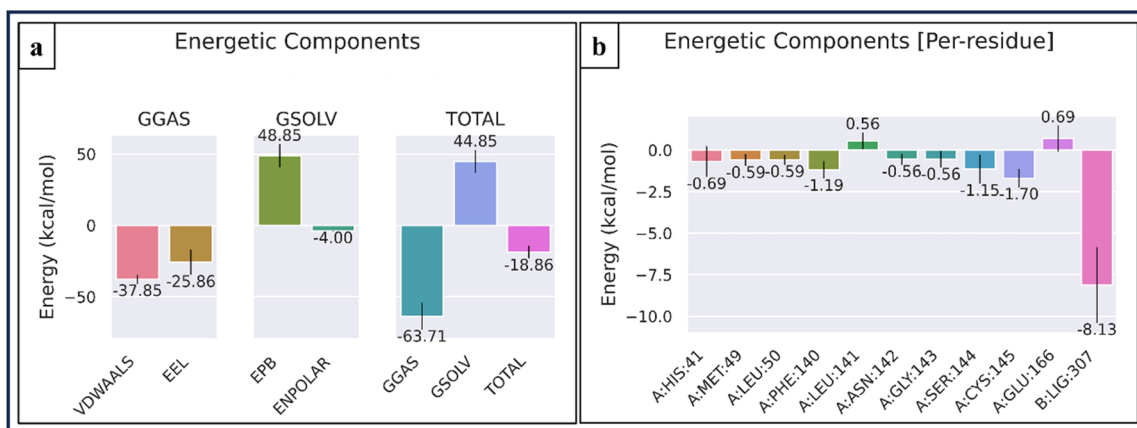 a
Energetic Components
GGAS
GSOLV
TOTAL
Energy (kcal/mol)
50
0
−50
-37.85
-25.86
48.85
-4.00
-63.71
44.85
-18.86
VDWAALS
EEL
EPB
ENPOLAR
GGAS
GSOLV
TOTAL
b
Energetic Components [Per-residue]
Energy (kcal/mol)
0.0
−2.5
−5.0
−7.5
−10.0
-0.69
-0.59
-0.59
-1.19
0.56
-0.56
-0.56
-1.15
-1.70
0.69
-8.13
A:HIS:41
A:MET:49
A:LEU:50
A:PHE:140
A:LEU:141
A:ASN:142
A:GLY:143
A:SER:144
A:CYS:145
A:GLU:166
B:LIG:307